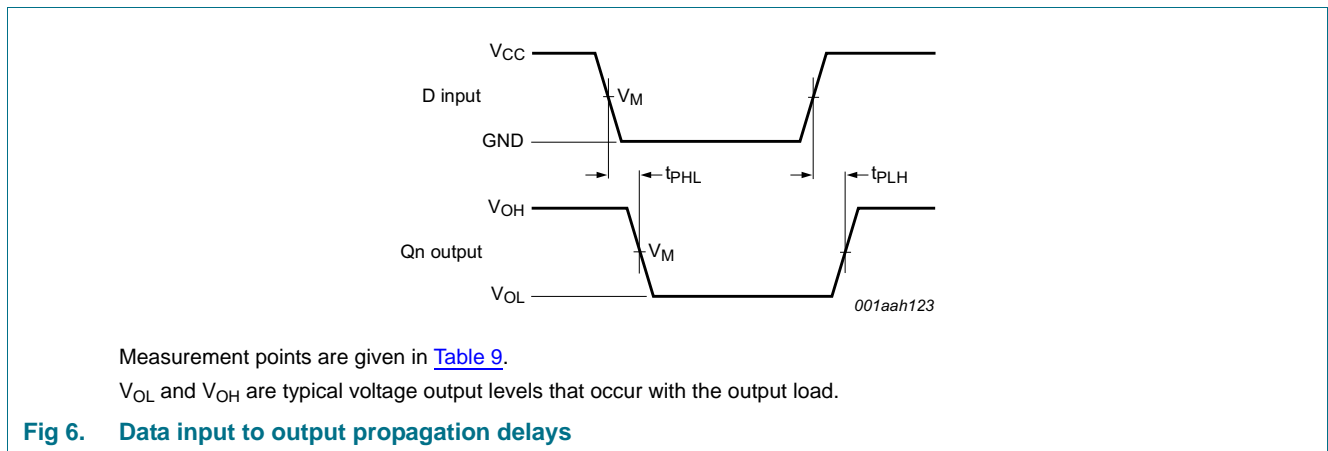 VCC
D input
VM
GND
tPHL
tPLH
VOH
Qn output
VM
VOL
001aah123
Measurement points are given in Table 9.
VOL and VOH are typical voltage output levels that occur with the output load.
Fig 6. Data input to output propagation delays